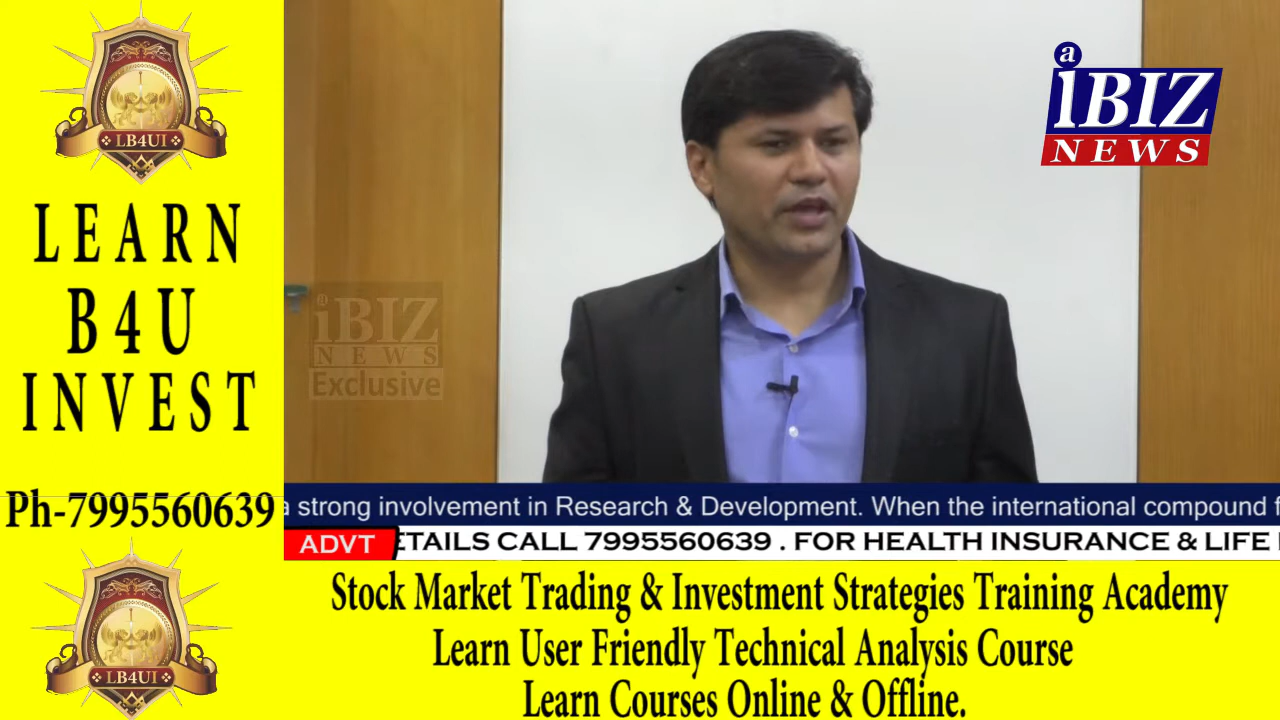 LB4UI
LEARN
B4U
INVEST
Ph-7995560639
LB4UI
a
iBIZ
NEWS
a
iBIZ
NEWS
Exclusive
a strong involvement in Research & Development. When the international compound f
ADVT
ETAILS CALL 7995560639 . FOR HEALTH INSURANCE & LIFE
Stock Market Trading & Investment Strategies Training Academy
Learn User Friendly Technical Analysis Course
Learn Courses Online & Offline.